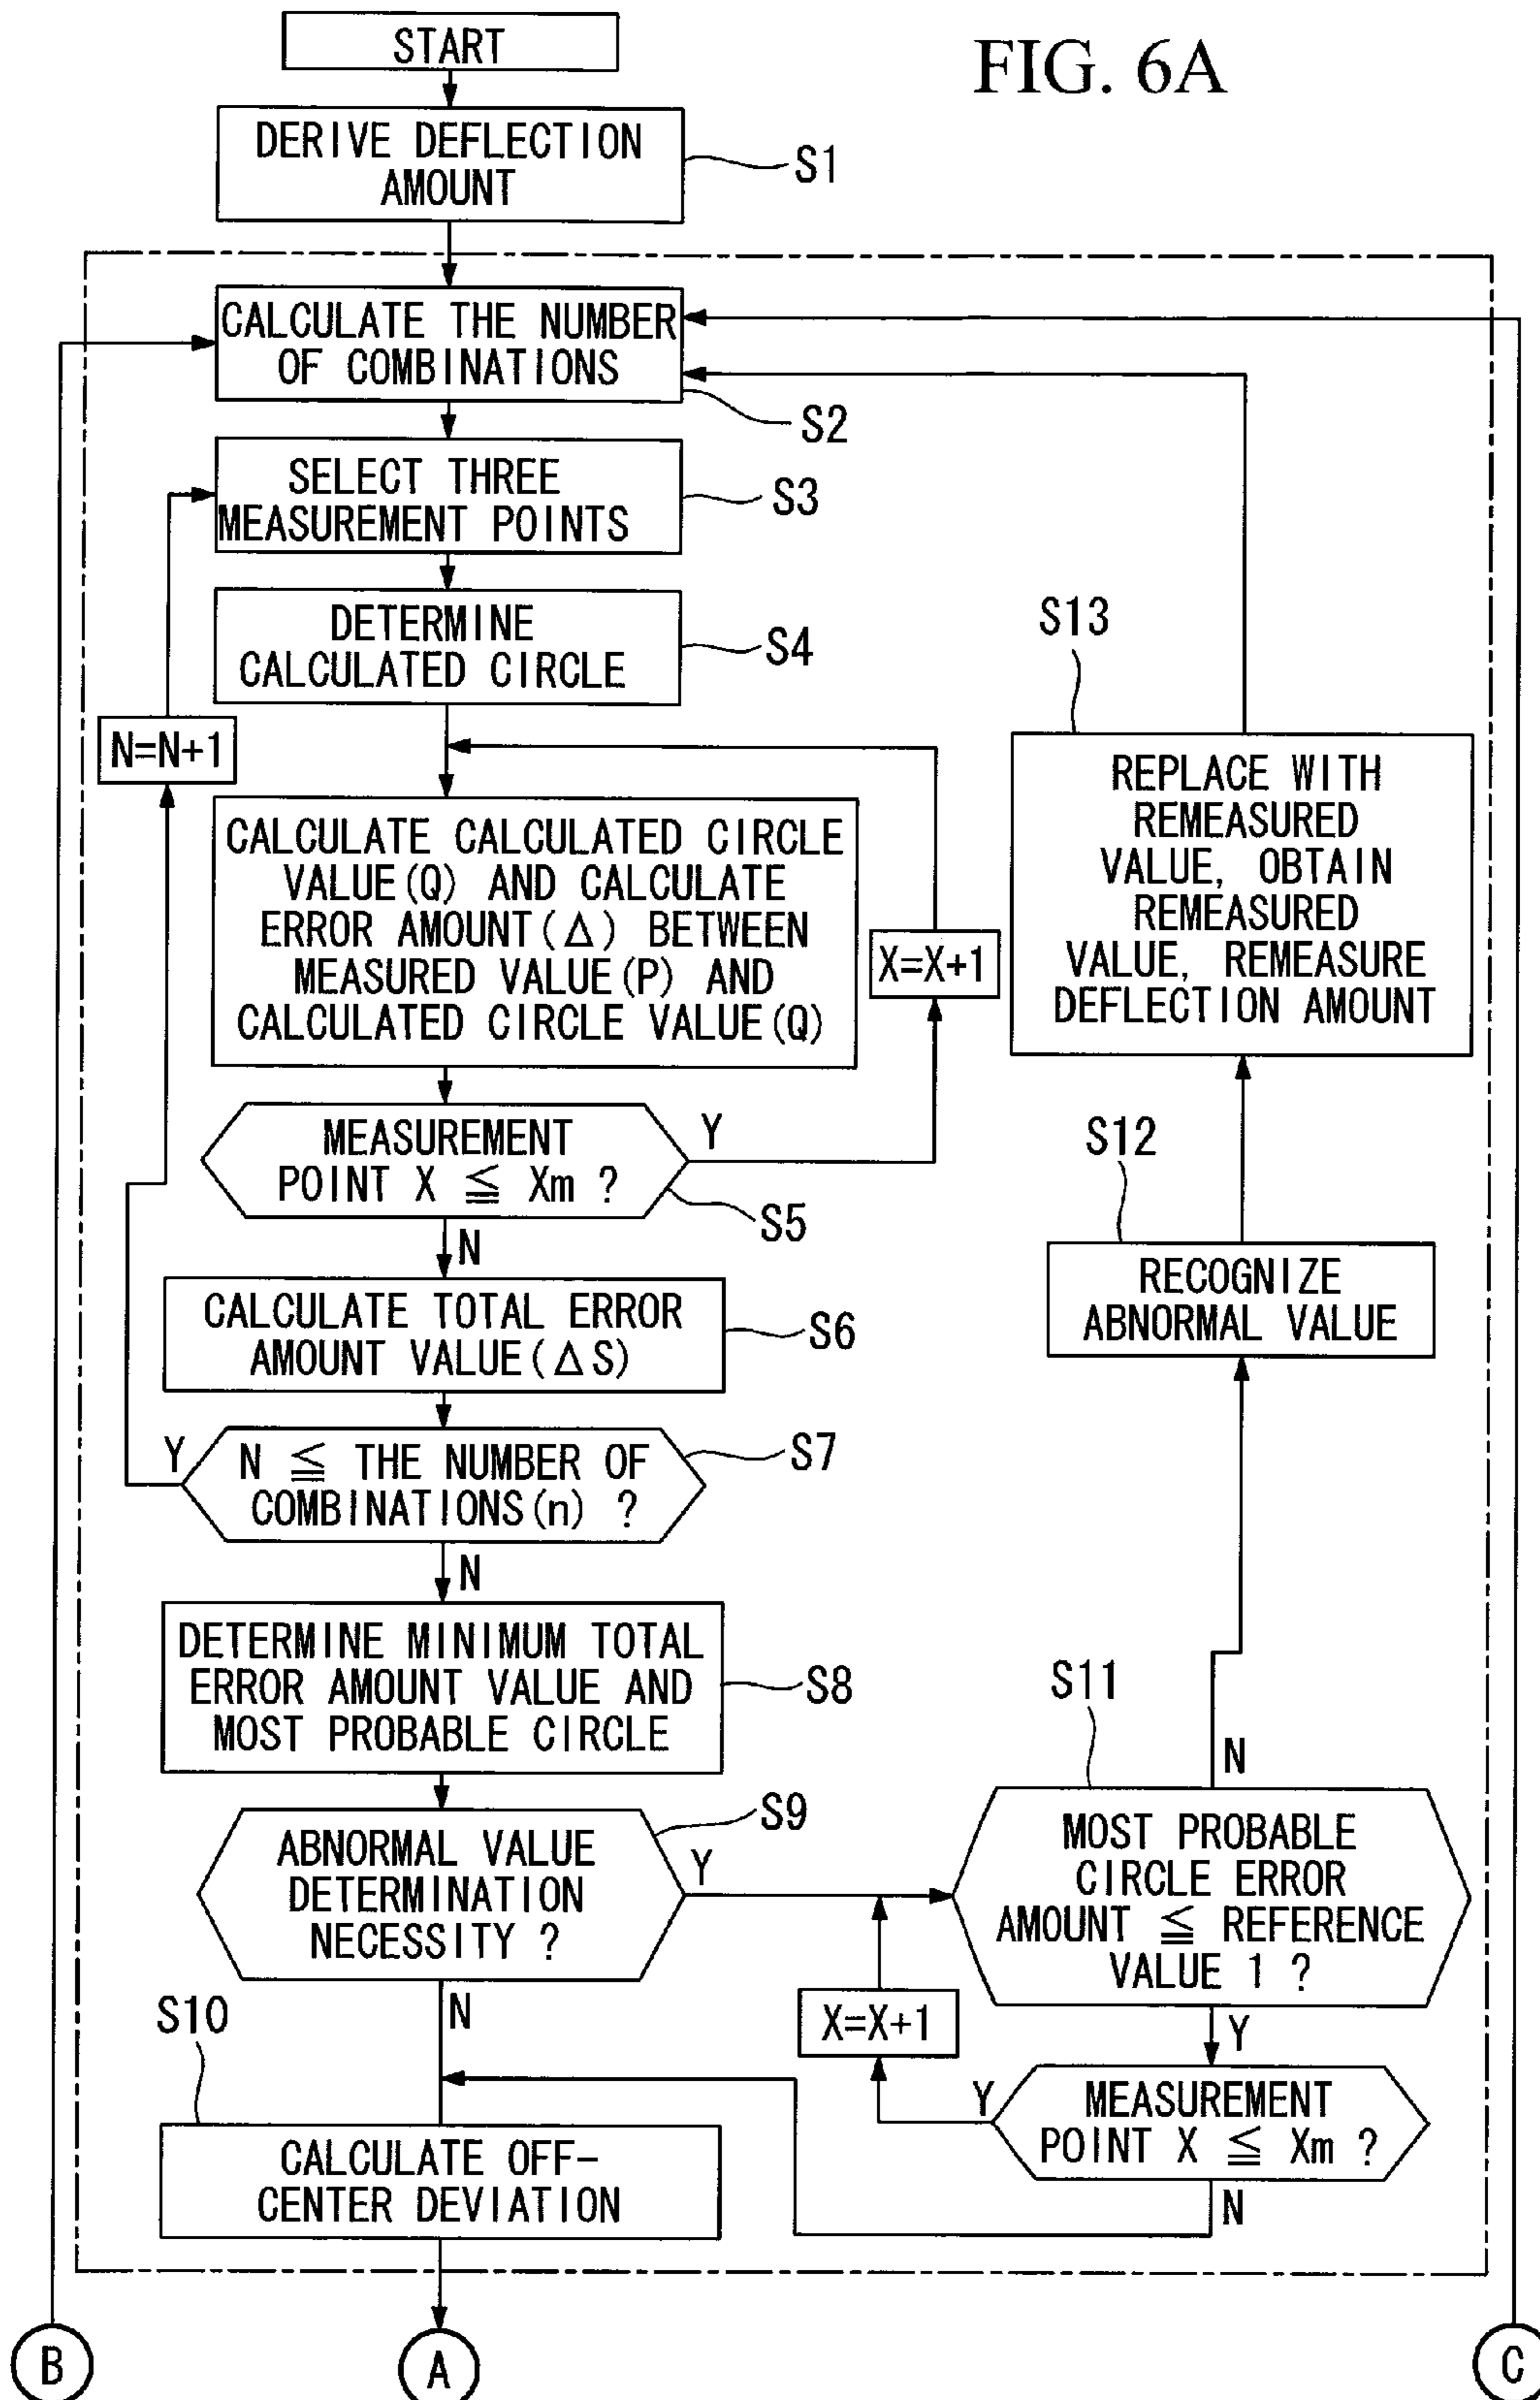 FIG. 6A
START
DERIVE DEFLECTION
AMOUNT
S1
CALCULATE THE NUMBER
OF COMBINATIONS
S2
SELECT THREE
MEASUREMENT POINTS
S3
DETERMINE
CALCULATED CIRCLE
S4
N=N+1
CALCULATE CALCULATED CIRCLE
VALUE(Q) AND CALCULATE
ERROR AMOUNT(Δ) BETWEEN
MEASURED VALUE(P) AND
CALCULATED CIRCLE VALUE(Q)
X=X+1
MEASUREMENT
POINT X ≦ Xm ?
Y
S5
N
CALCULATE TOTAL ERROR
AMOUNT VALUE(ΔS)
S6
Y
N ≦ THE NUMBER OF
COMBINATIONS(n) ?
S7
N
DETERMINE MINIMUM TOTAL
ERROR AMOUNT VALUE AND
MOST PROBABLE CIRCLE
S8
ABNORMAL VALUE
DETERMINATION
NECESSITY ?
S9
Y
N
S10
CALCULATE OFF-
CENTER DEVIATION
S13
REPLACE WITH
REMEASURED
VALUE, OBTAIN
REMEASURED
VALUE, REMEASURE
DEFLECTION AMOUNT
S12
RECOGNIZE
ABNORMAL VALUE
S11
N
MOST PROBABLE
CIRCLE ERROR
AMOUNT ≦ REFERENCE
VALUE 1 ?
Y
X=X+1
Y
MEASUREMENT
POINT X ≦ Xm ?
N
B
A
C